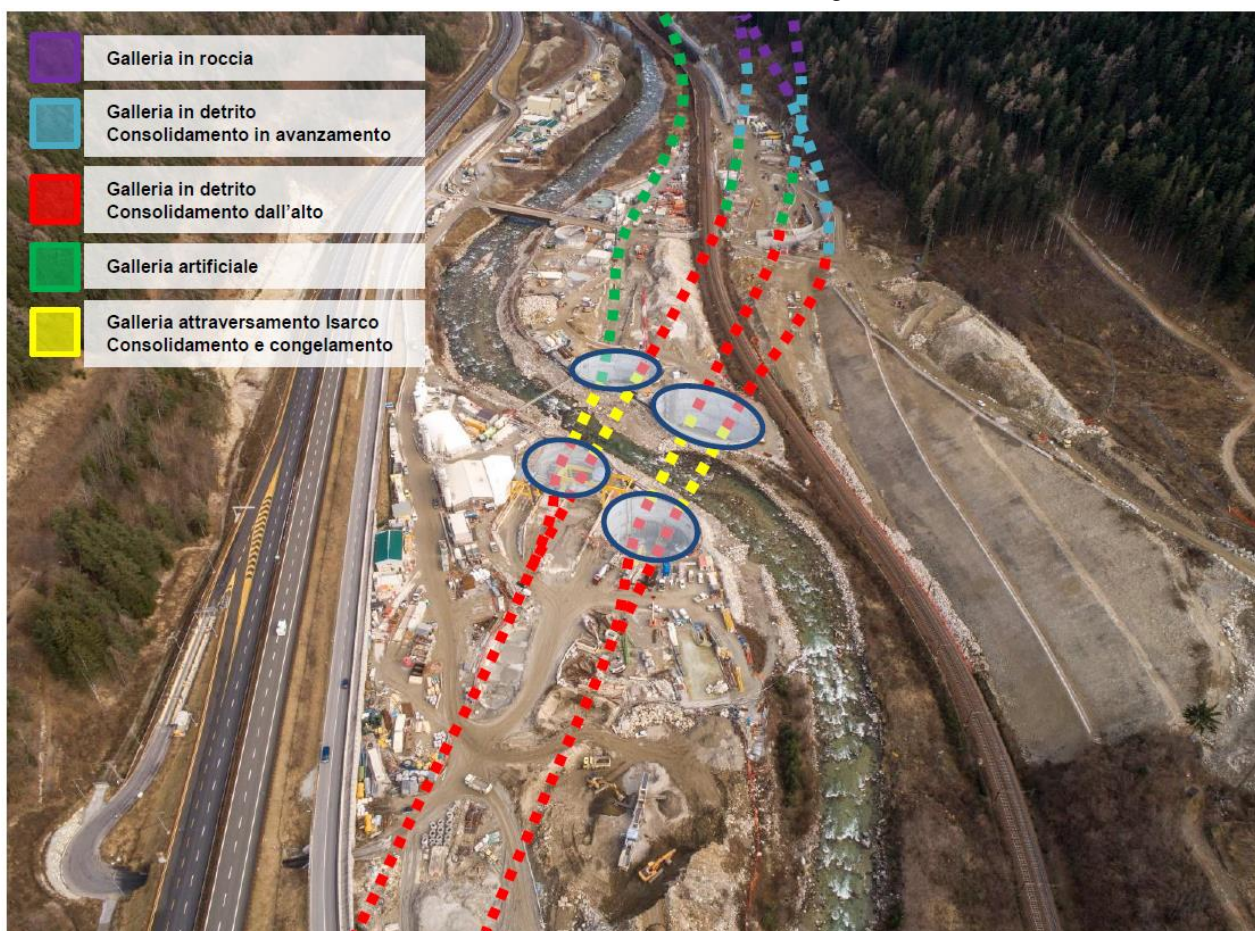 Galleria in roccia
Galleria in detrito
Consolidamento in avanzamento
Galleria in detrito
Consolidamento dall'alto
Galleria artificiale
Galleria attraversamento Isarco
Consolidamento e congelamento